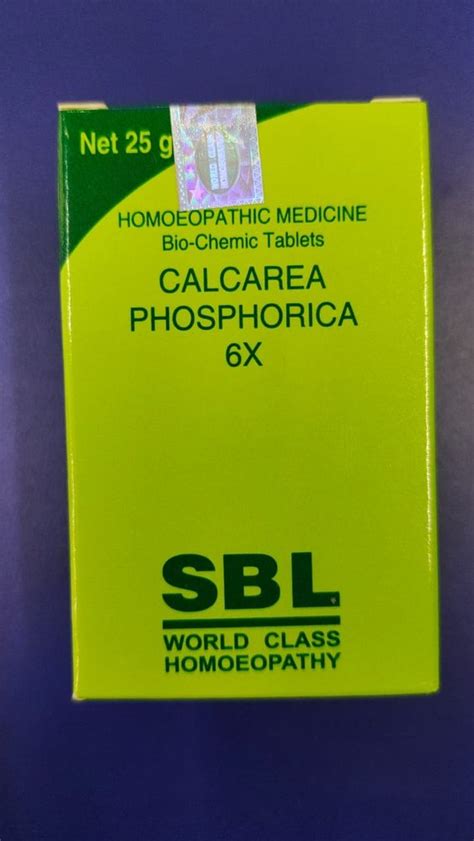 Net 25 g
HOMOEOPATHIC MEDICINE
Bio-Chemic Tablets
CALCAREA
PHOSPHORICA
6X
SBL
WORLD CLASS
HOMOEOPATHY